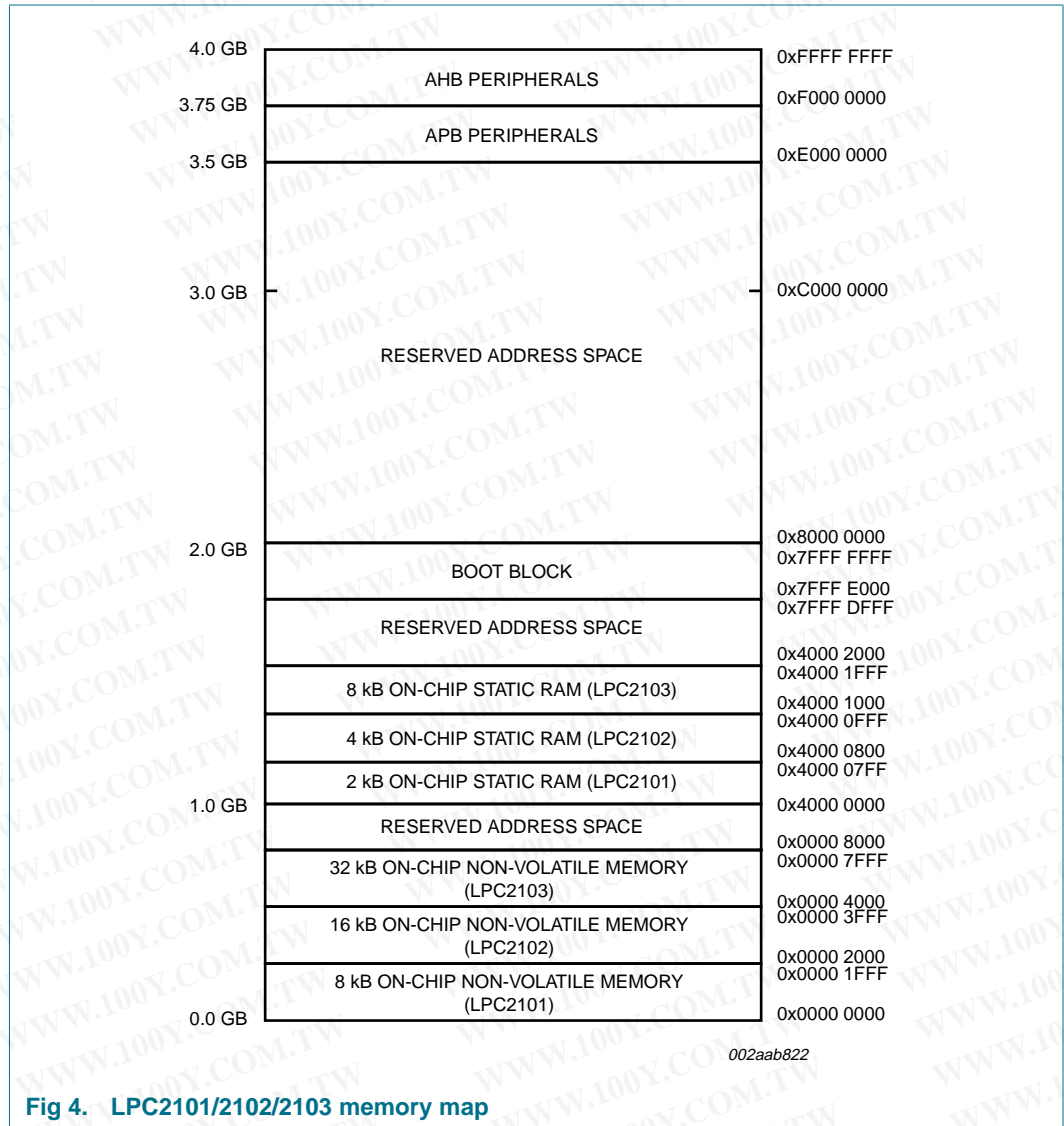 4.0 GB
0xFFFF FFFF
AHB PERIPHERALS
3.75 GB
0xF000 0000
APB PERIPHERALS
3.5 GB
0xE000 0000
3.0 GB
0xC000 0000
RESERVED ADDRESS SPACE
2.0 GB
0x8000 0000
0x7FFF FFFF
BOOT BLOCK
0x7FFF E000
0x7FFF DFFF
RESERVED ADDRESS SPACE
0x4000 2000
0x4000 1FFF
8 kB ON-CHIP STATIC RAM (LPC2103)
0x4000 1000
0x4000 0FFF
4 kB ON-CHIP STATIC RAM (LPC2102)
0x4000 0800
0x4000 07FF
2 kB ON-CHIP STATIC RAM (LPC2101)
1.0 GB
0x4000 0000
RESERVED ADDRESS SPACE
0x0000 8000
0x0000 7FFF
32 kB ON-CHIP NON-VOLATILE MEMORY
(LPC2103)
0x0000 4000
0x0000 3FFF
16 kB ON-CHIP NON-VOLATILE MEMORY
(LPC2102)
0x0000 2000
0x0000 1FFF
8 kB ON-CHIP NON-VOLATILE MEMORY
(LPC2101)
0.0 GB
0x0000 0000
002aab822
Fig 4. LPC2101/2102/2103 memory map
WWW.100Y.COM.TW